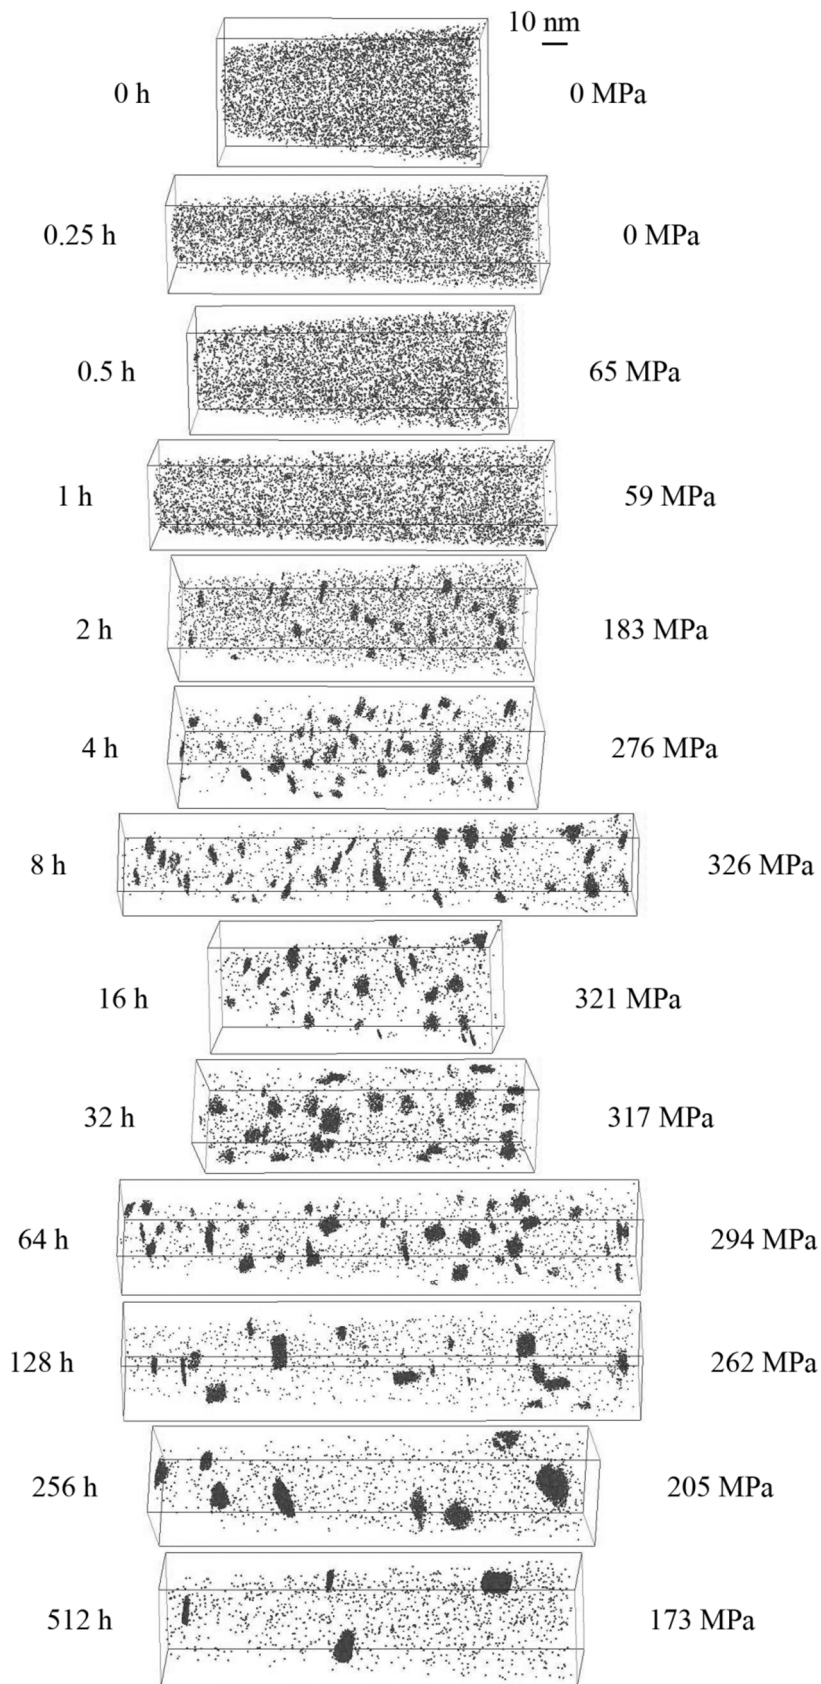 10 nm
0 h 0 MPa
0.25 h 0 MPa
0.5 h 65 MPa
1 h 59 MPa
2 h 183 MPa
4 h 276 MPa
8 h 326 MPa
16 h 321 MPa
32 h 317 MPa
64 h 294 MPa
128 h 262 MPa
256 h 205 MPa
512 h 173 MPa